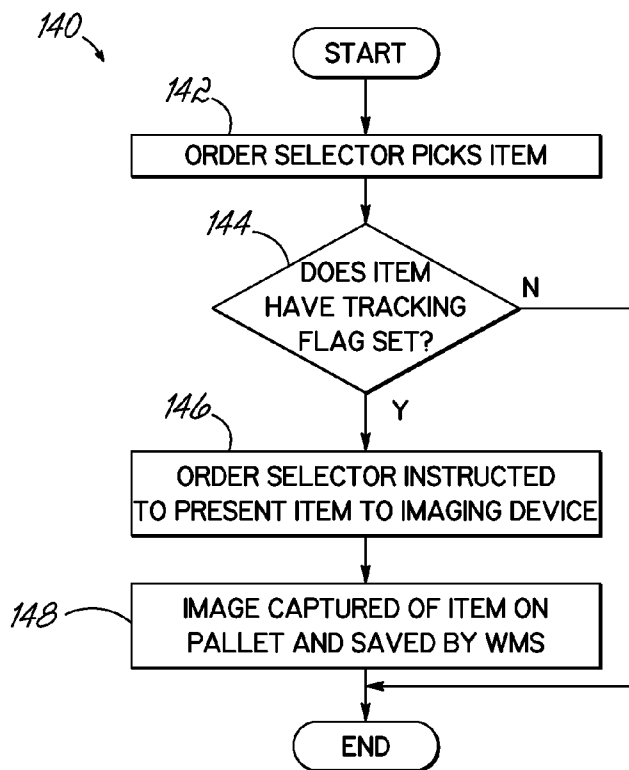 140
START
142
ORDER SELECTOR PICKS ITEM
144
DOES ITEM
HAVE TRACKING
FLAG SET?
N
Y
146
ORDER SELECTOR INSTRUCTED
TO PRESENT ITEM TO IMAGING DEVICE
148
IMAGE CAPTURED OF ITEM ON
PALLET AND SAVED BY WMS
END